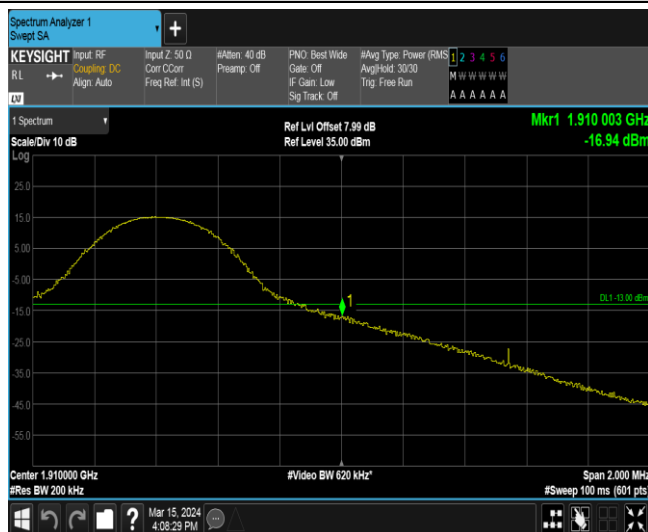 Spectrum Analyzer 1
Swept SA
+
KEYSIGHT
RL
LXI
Input: RF
Coupling: DC
Align: Auto
Input Z: 50 Ω
Corr CCorr
Freq Ref: Int (S)
#Atten: 40 dB
Preamp: Off
PNO: Best Wide
Gate: Off
IF Gain: Low
Sig Track: Off
#Avg Type: Power (RMS
Avg|Hold: 30/30
Trig: Free Run
1 2 3 4 5 6
M W W W W W
A A A A A A
1 Spectrum
Scale/Div 10 dB
Ref Lvl Offset 7.99 dB
Ref Level 35.00 dBm
Mkr1 1.910 003 GHz
-16.94 dBm
Log
25.0
15.0
5.00
-5.00
-15.0
-25.0
-35.0
-45.0
-55.0
1
DL1 -13.00 dBm
Center 1.910000 GHz
#Res BW 200 kHz
#Video BW 620 kHz*
Span 2.000 MHz
#Sweep 100 ms (601 pts)
?
Mar 15, 2024
4:08:29 PM